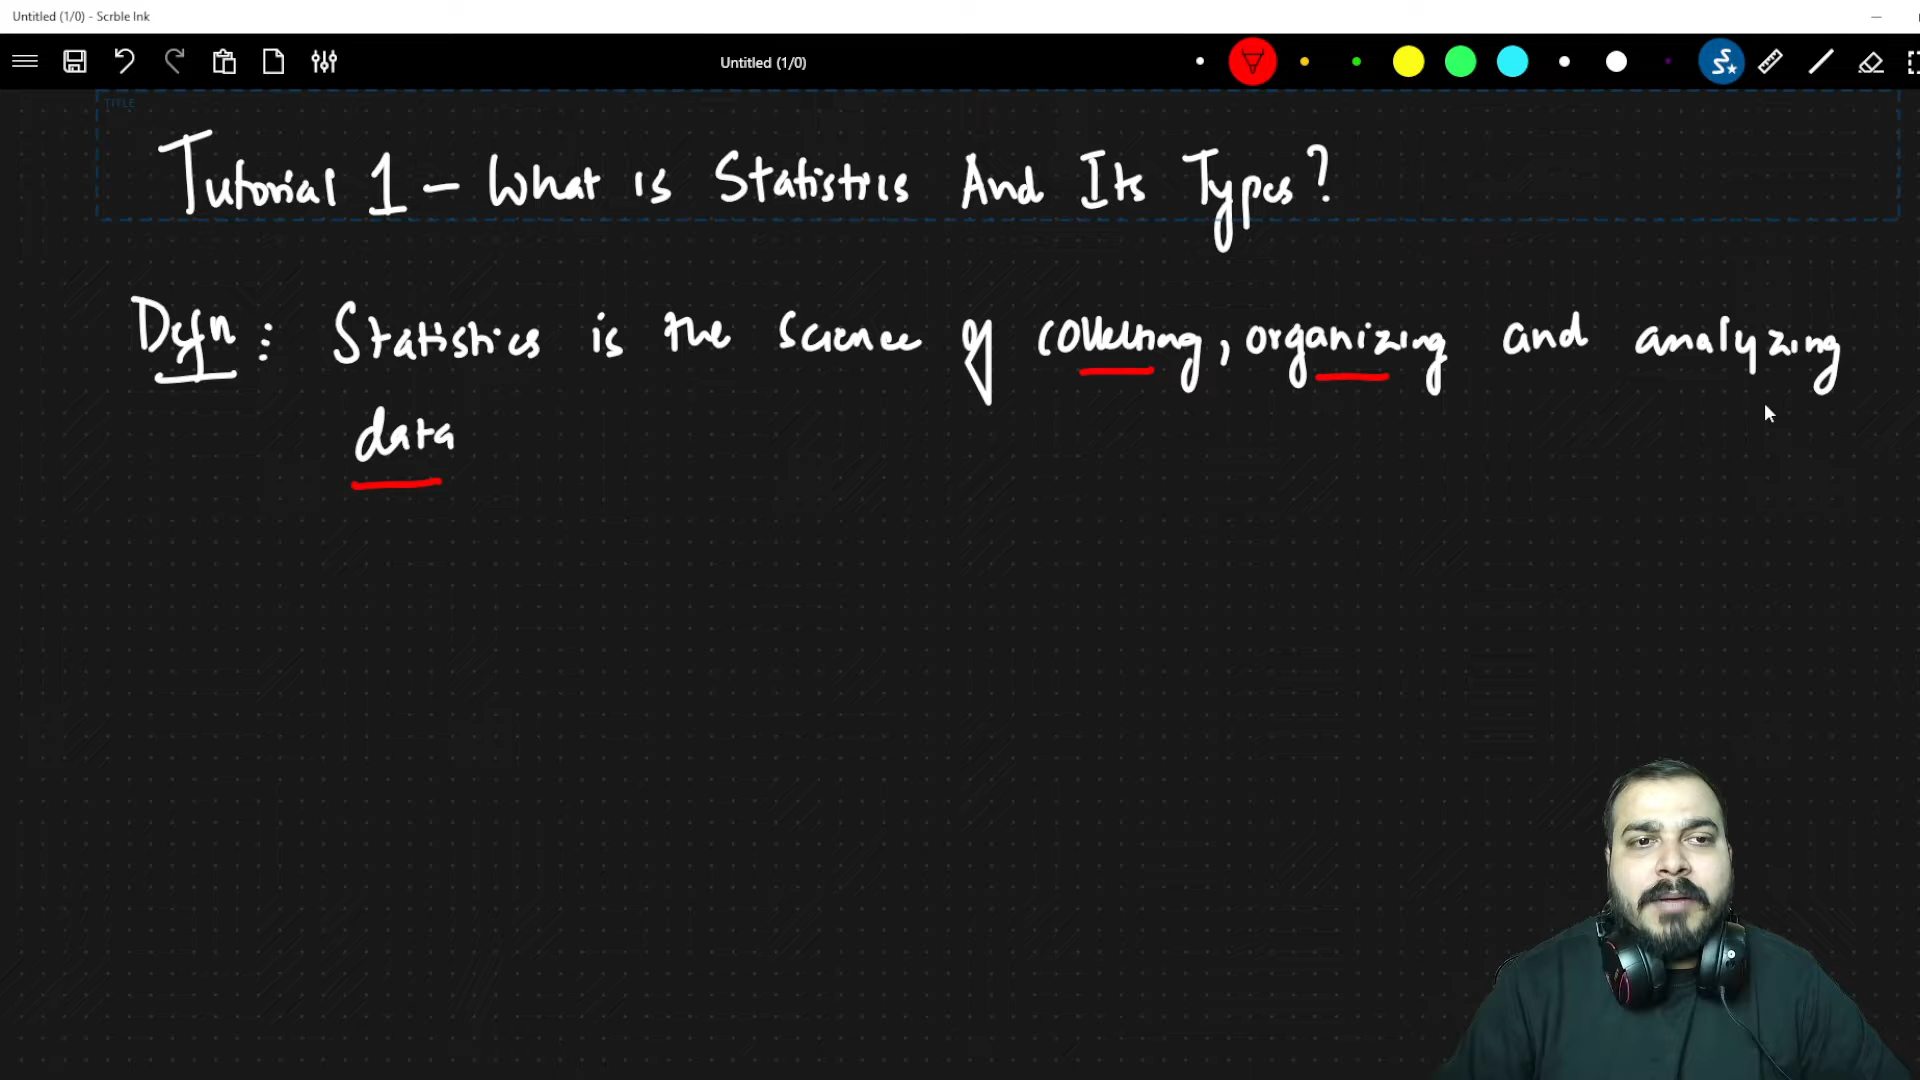 Untitled (1/0) - Scrble Ink
Untitled (1/0)
TITLE
Tutorial 1 - What is Statistics And Its Types?
Defn : Statistics is the Science of collecting, organizing and analyzing
data